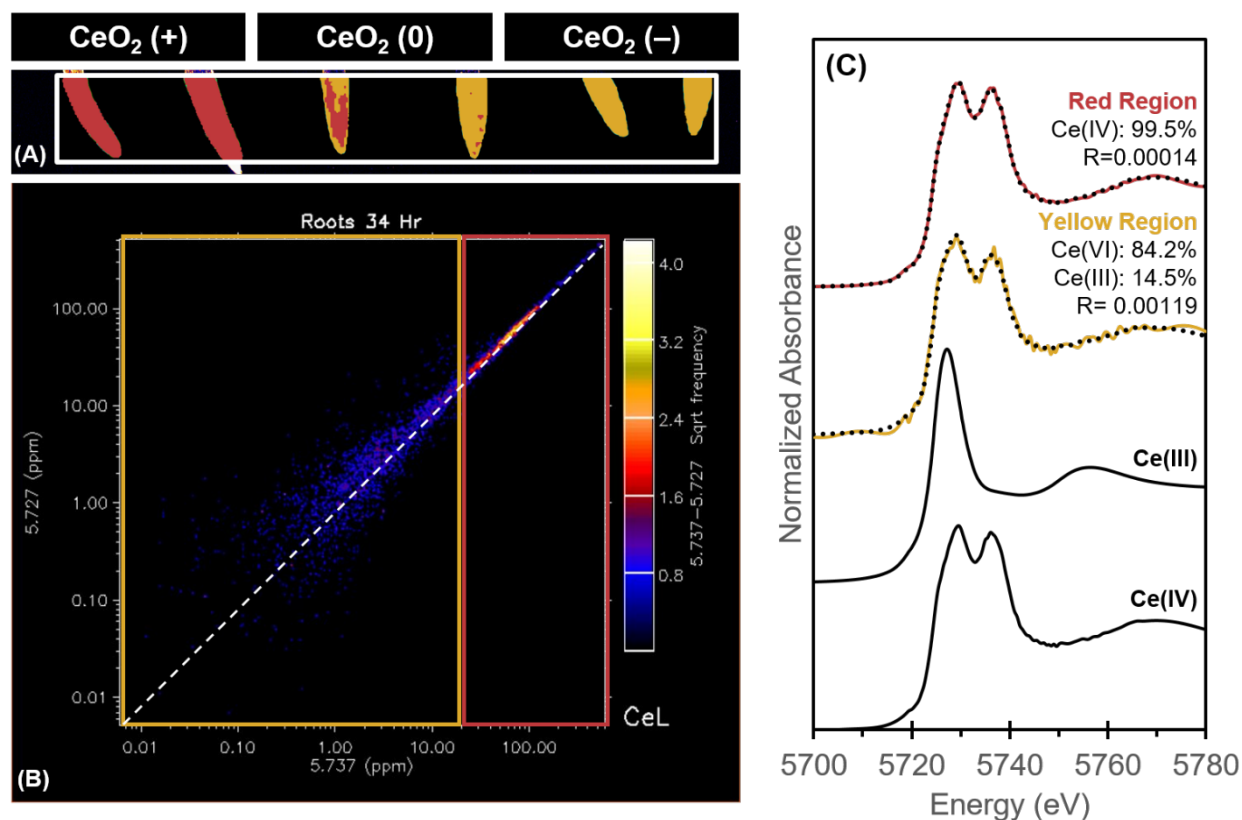 CeO₂ (+)
CeO₂ (0)
CeO₂ (–)
(A)
Roots 34 Hr
100.00
10.00
1.00
0.10
0.01
5.727 (ppm)
0.01
0.10
1.00
10.00
100.00
5.737 (ppm)
4.0
3.2
2.4
1.6
0.8
5.737–5.727 Sqrt frequency
CeL
(B)
(C)
Red Region
Ce(IV): 99.5%
R=0.00014
Yellow Region
Ce(VI): 84.2%
Ce(III): 14.5%
R= 0.00119
Ce(III)
Ce(IV)
Normalized Absorbance
5700
5720
5740
5760
5780
Energy (eV)